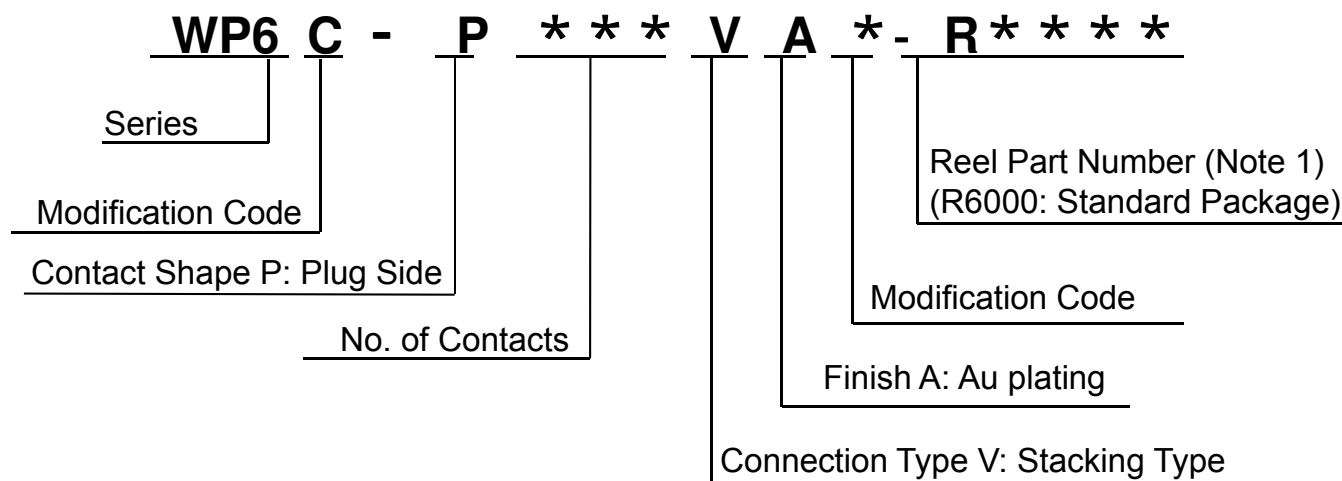 WP6 C - P * * * V A * - R * * * *
Series
Reel Part Number (Note 1)
(R6000: Standard Package)
Modification Code
Contact Shape P: Plug Side
Modification Code
No. of Contacts
Finish A: Au plating
Connection Type V: Stacking Type